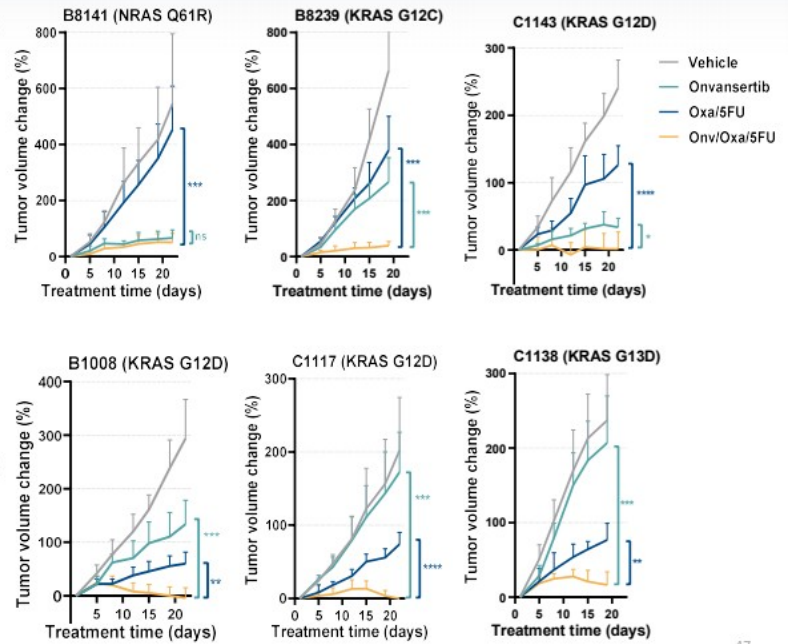 B8141 (NRAS Q61R)
Tumor volume change (%)
800
600
400
200
0
0 5 10 15 20
Treatment time (days)
***
ns
B8239 (KRAS G12C)
Tumor volume change (%)
800
600
400
200
0
0 5 10 15 20
Treatment time (days)
***
***
C1143 (KRAS G12D)
Tumor volume change (%)
300
200
100
0
5 10 15 20
Treatment time (days)
****
*
Vehicle
Onvansertib
Oxa/5FU
Onv/Oxa/5FU
B1008 (KRAS G12D)
Tumor volume change (%)
400
300
200
100
0
5 10 15 20
Treatment time (days)
***
**
C1117 (KRAS G12D)
Tumor volume change (%)
300
200
100
0
0 5 10 15 20
Treatment time (days)
***
****
C1138 (KRAS G13D)
Tumor volume change (%)
300
200
100
0
0 5 10 15 20
Treatment time (days)
***
**